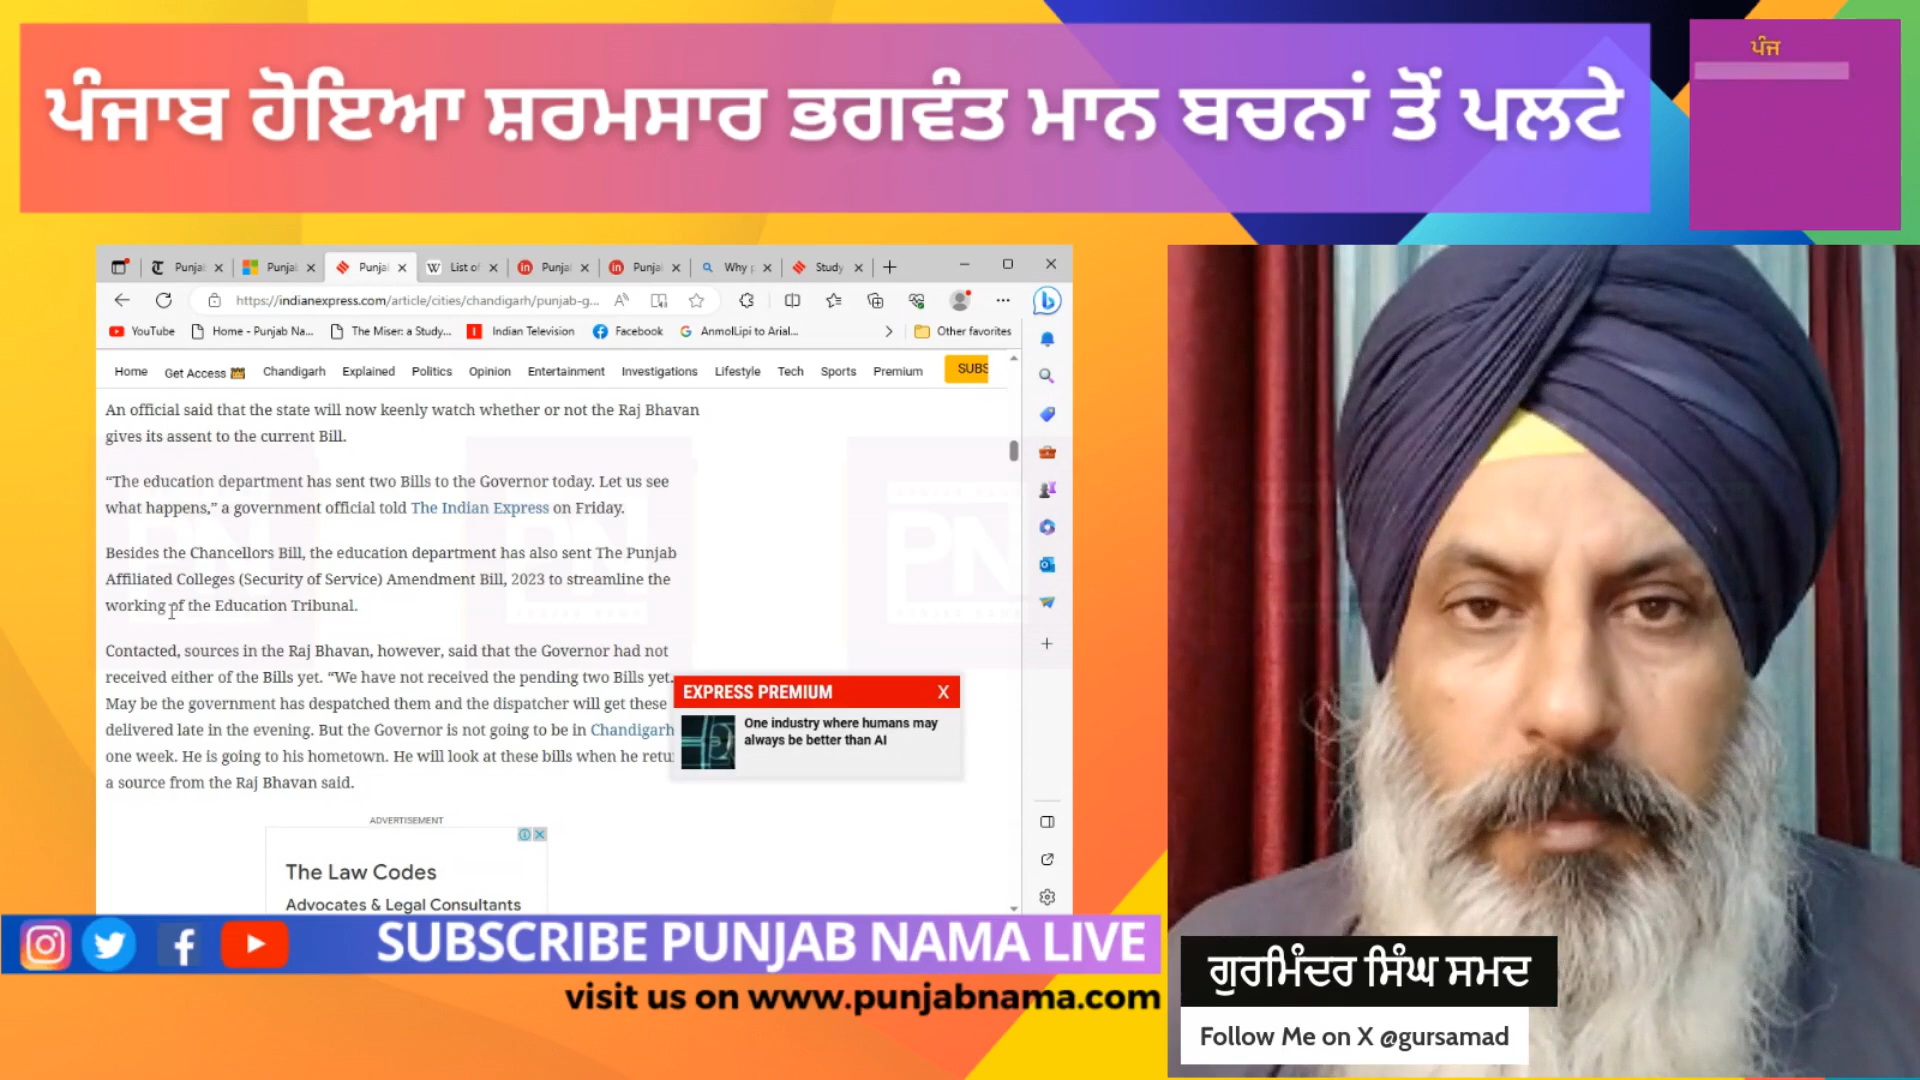 ਪੰਜਾਬ ਹੋਇਆ ਸ਼ਰਮਸਾਰ ਭਗਵੰਤ ਮਾਨ ਬਚਨਾਂ ਤੋਂ ਪਲਟੇ
ਪੰਜ
Punja
Punja
Punja
List of
Punja
Punja
Why
Study
https://indianexpress.com/article/cities/chandigarh/punjab-g...
YouTube
Home - Punjab Na...
The Miser: a Study...
Indian Television
Facebook
AnmolLipi to Arial...
Other favorites
Home Get Access Chandigarh Explained Politics Opinion Entertainment Investigations Lifestyle Tech Sports Premium SUBS
An official said that the state will now keenly watch whether or not the Raj Bhavan
gives its assent to the current Bill.
“The education department has sent two Bills to the Governor today. Let us see
what happens,” a government official told The Indian Express on Friday.
Besides the Chancellors Bill, the education department has also sent The Punjab
Affiliated Colleges (Security of Service) Amendment Bill, 2023 to streamline the
working of the Education Tribunal.
Contacted, sources in the Raj Bhavan, however, said that the Governor had not
received either of the Bills yet. “We have not received the pending two Bills yet.
May be the government has despatched them and the dispatcher will get these
delivered late in the evening. But the Governor is not going to be in Chandigarh
one week. He is going to his hometown. He will look at these bills when he retu
a source from the Raj Bhavan said.
EXPRESS PREMIUM X
One industry where humans may
always be better than AI
ADVERTISEMENT
The Law Codes
Advocates & Legal Consultants
PN
SUBSCRIBE PUNJAB NAMA LIVE
visit us on www.punjabnama.com
ਗੁਰਮਿੰਦਰ ਸਿੰਘ ਸਮਦ
Follow Me on X @gursamad